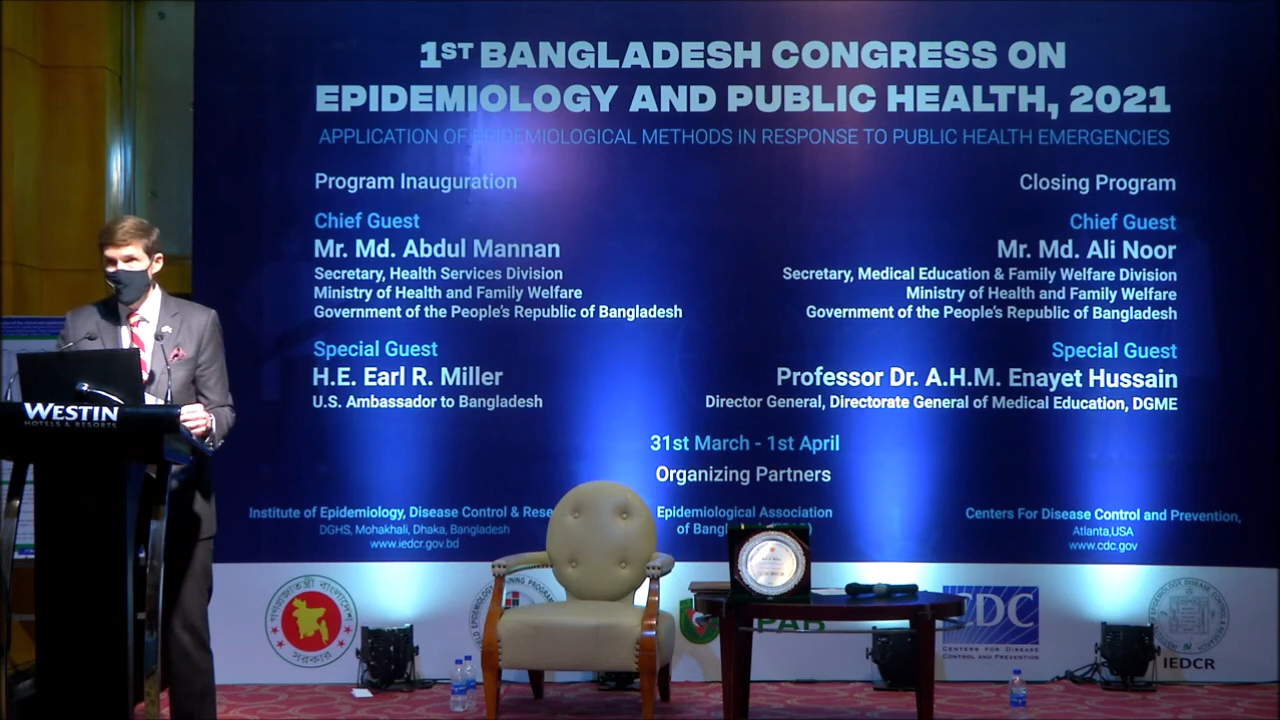 1ST BANGLADESH CONGRESS ON
EPIDEMIOLOGY AND PUBLIC HEALTH, 2021
APPLICATION OF EPIDEMIOLOGICAL METHODS IN RESPONSE TO PUBLIC HEALTH EMERGENCIES
Program Inauguration
Chief Guest
Mr. Md. Abdul Mannan
Secretary, Health Services Division
Ministry of Health and Family Welfare
Government of the People's Republic of Bangladesh
Special Guest
H.E. Earl R. Miller
U.S. Ambassador to Bangladesh
Closing Program
Chief Guest
Mr. Md. Ali Noor
Secretary, Medical Education & Family Welfare Division
Ministry of Health and Family Welfare
Government of the People's Republic of Bangladesh
Special Guest
Professor Dr. A.H.M. Enayet Hussain
Director General, Directorate General of Medical Education, DGME
31st March - 1st April
Organizing Partners
Institute of Epidemiology, Disease Control &
DGHS, Mohakhali, Dhaka, Bangladesh
www.iedcr.gov.bd
Epidemiological Association
of
Centers For Disease Control and Prevention,
Atlanta,USA
www.cdc.gov
WESTIN
HOTELS & RESORTS
গণপ্রজাতন্ত্রী বাংলাদেশ
সরকার
CDC
CENTERS FOR DISEASE
CONTROL AND PREVENTION
IEDCR